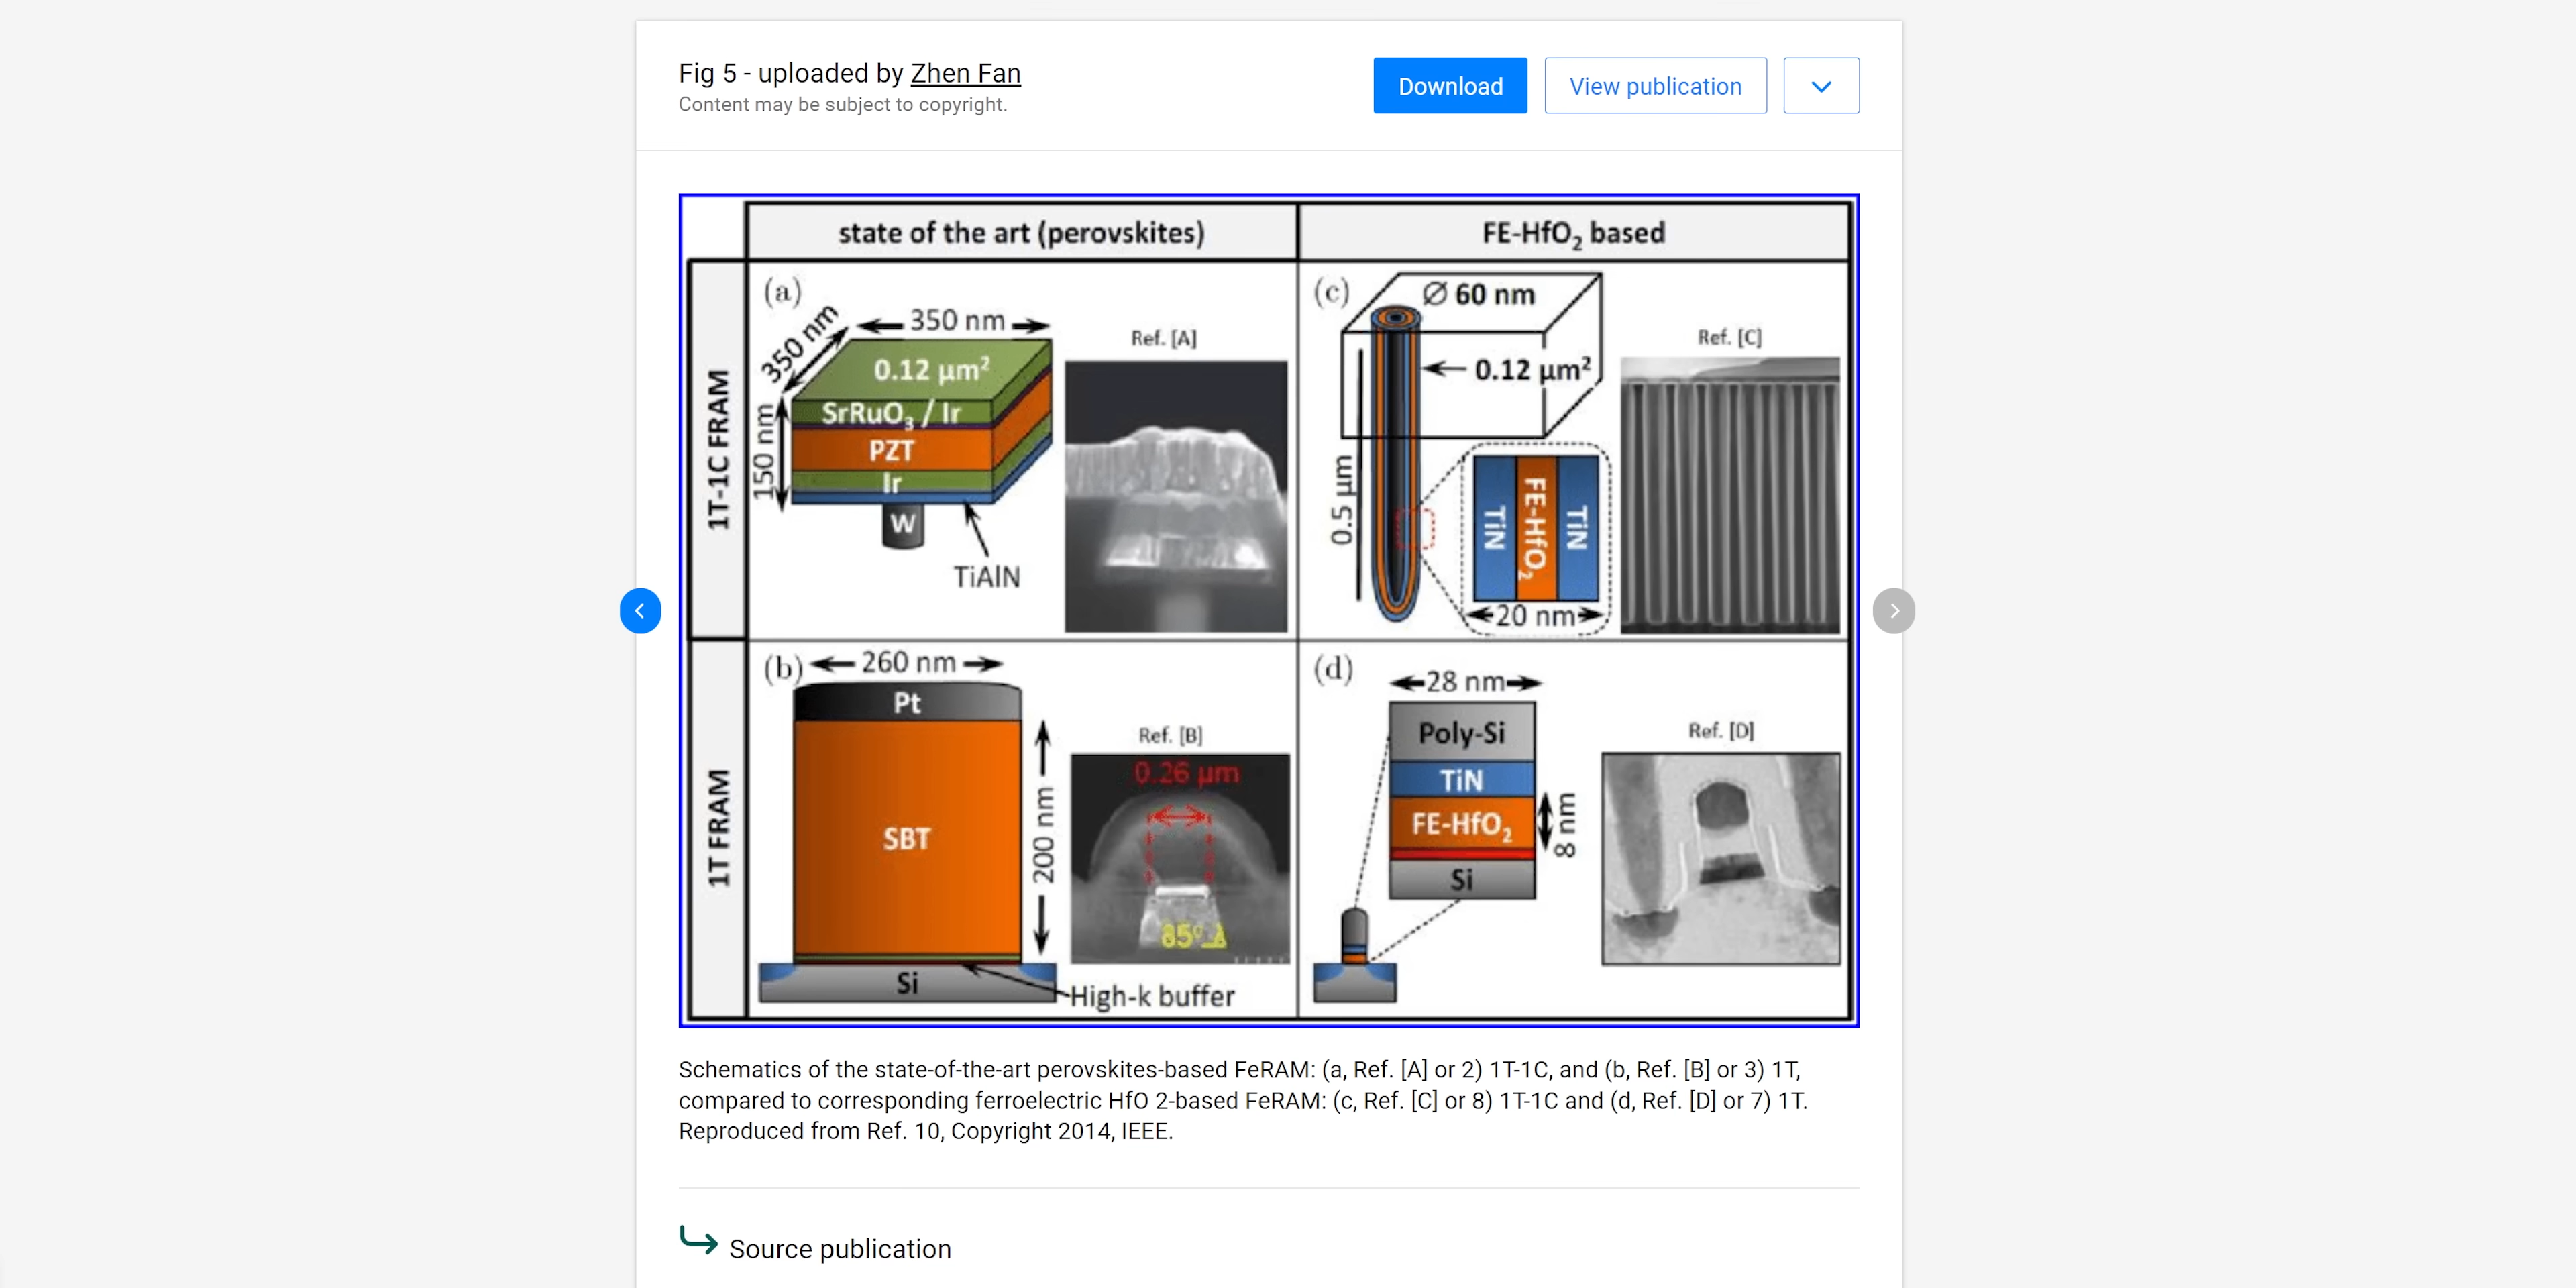 Fig 5 - uploaded by Zhen Fan
Content may be subject to copyright.
Download
View publication
state of the art (perovskites)
FE-HfO₂ based
1T-1C FRAM
(a)
350 nm
350 nm
0.12 µm²
150 nm
SrRuO₃ / Ir
PZT
Ir
W
TiAlN
Ref. [A]
(c)
Ø 60 nm
0.12 µm²
0.5 µm
TiN
FE-HfO₂
TiN
20 nm
Ref. [C]
1T FRAM
(b)
260 nm
Pt
SBT
200 nm
Si
High-k buffer
Ref. [B]
0.26 µm
85°
(d)
28 nm
Poly-Si
TiN
FE-HfO₂
8 nm
Si
Ref. [D]
Schematics of the state-of-the-art perovskites-based FeRAM: (a, Ref. [A] or 2) 1T-1C, and (b, Ref. [B] or 3) 1T,
compared to corresponding ferroelectric HfO 2-based FeRAM: (c, Ref. [C] or 8) 1T-1C and (d, Ref. [D] or 7) 1T.
Reproduced from Ref. 10, Copyright 2014, IEEE.
Source publication